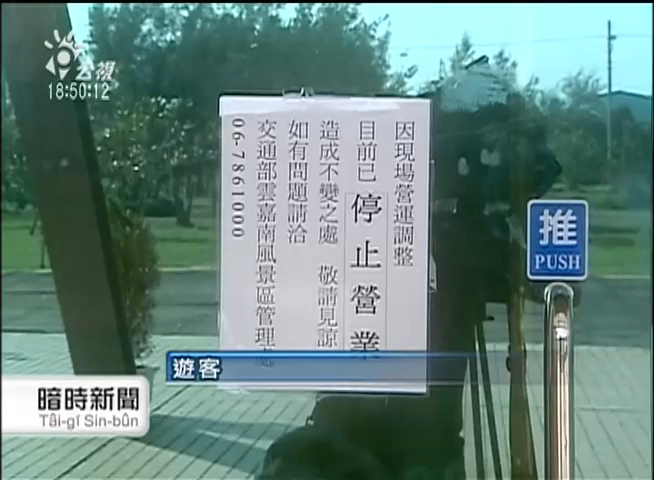 公視
18:50:12
因現場營運調整
目前已停止營業
造成不變之處 敬請見諒
如有問題請洽
交通部雲嘉南風景區管理處
06-7861000
推
PUSH
遊客
暗時新聞
Tâi-gí Sin-bûn